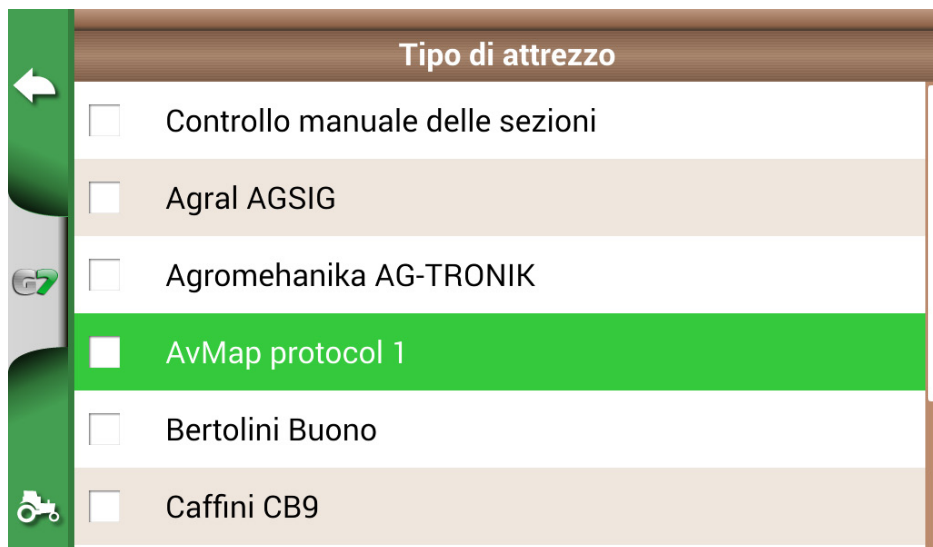 Tipo di attrezzo
Controllo manuale delle sezioni
Agral AGSIG
Agromehanika AG-TRONIK
G7
AvMap protocol 1
Bertolini Buono
Caffini CB9